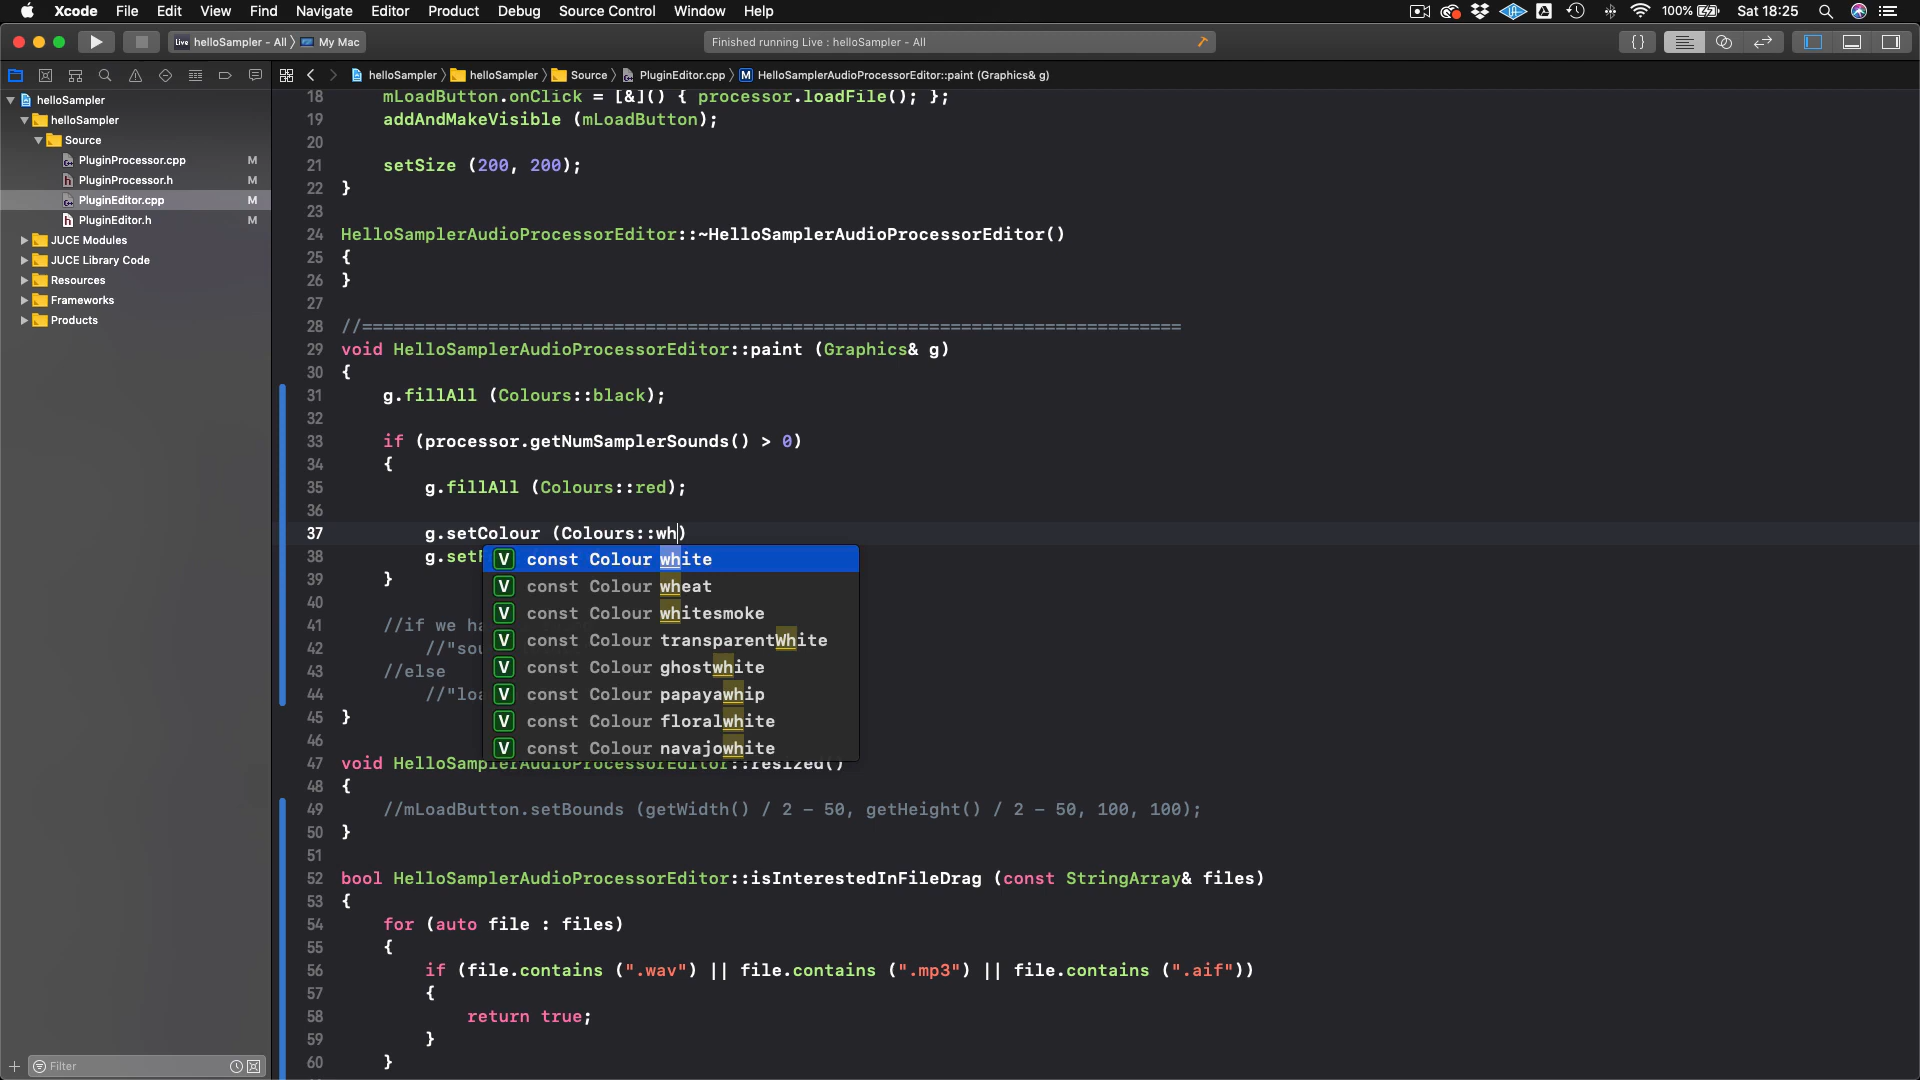 Xcode File Edit View Find Navigate Editor Product Debug Source Control Window Help 100% Sat 18:25
Live helloSampler - All My Mac Finished running Live : helloSampler - All {}
helloSampler helloSampler Source PluginEditor.cpp M HelloSamplerAudioProcessorEditor::paint (Graphics& g)
helloSampler
helloSampler
Source
PluginProcessor.cpp M
PluginProcessor.h M
PluginEditor.cpp M
PluginEditor.h M
JUCE Modules
JUCE Library Code
Resources
Frameworks
Products
Filter
18 mLoadButton.onClick = [&]() { processor.loadFile(); };
19 addAndMakeVisible (mLoadButton);
20
21 setSize (200, 200);
22 }
23
24 HelloSamplerAudioProcessorEditor::~HelloSamplerAudioProcessorEditor()
25 {
26 }
27
28 //==============================================================================
29 void HelloSamplerAudioProcessorEditor::paint (Graphics& g)
30 {
31 g.fillAll (Colours::black);
32
33 if (processor.getNumSamplerSounds() > 0)
34 {
35 g.fillAll (Colours::red);
36
37 g.setColour (Colours::wh)
38 g.set
39 }
40
41 //if we ha
42 //"sou
43 //else
44 //"loa
45 }
46
V const Colour white
V const Colour wheat
V const Colour whitesmoke
V const Colour transparentWhite
V const Colour ghostwhite
V const Colour papayawhip
V const Colour floralwhite
V const Colour navajowhite
47 void HelloSamplerAudioProcessorEditor::resized()
48 {
49 //mLoadButton.setBounds (getWidth() / 2 - 50, getHeight() / 2 - 50, 100, 100);
50 }
51
52 bool HelloSamplerAudioProcessorEditor::isInterestedInFileDrag (const StringArray& files)
53 {
54 for (auto file : files)
55 {
56 if (file.contains (".wav") || file.contains (".mp3") || file.contains (".aif"))
57 {
58 return true;
59 }
60 }